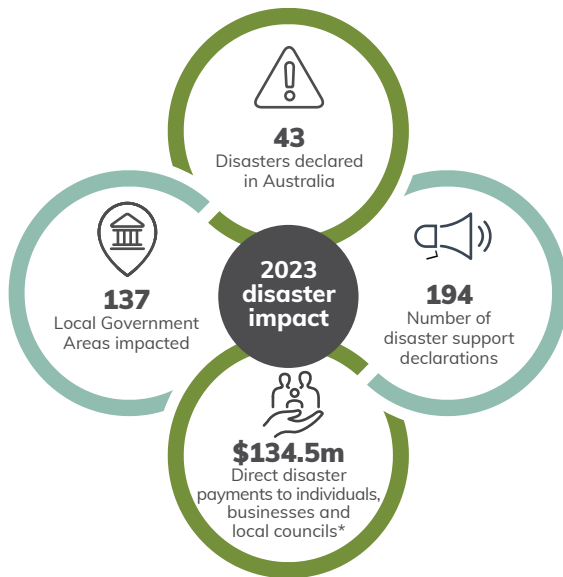 43
Disasters declared
in Australia
137
Local Government
Areas impacted
2023
disaster
impact
194
Number of
disaster support
declarations
$134.5m
Direct disaster
payments to individuals,
businesses and
local councils*